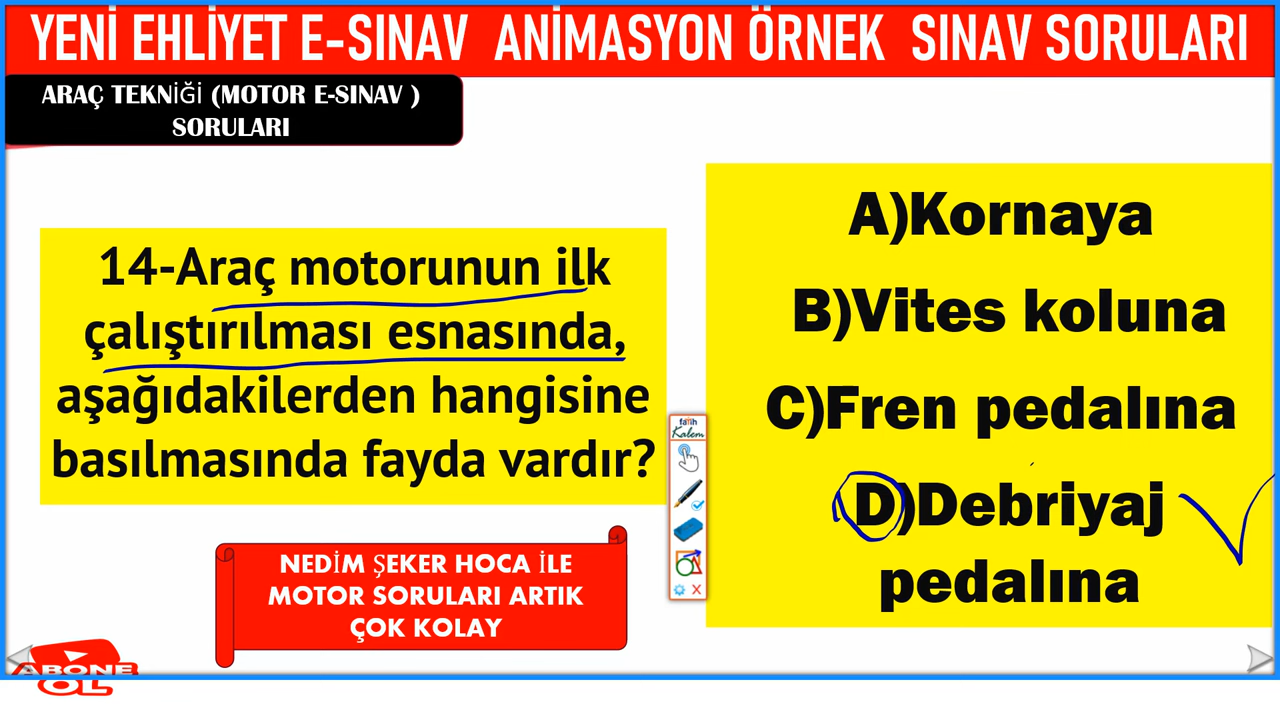 YENİ EHLİYET E-SINAV ANİMASYON ÖRNEK SINAV SORULARI
ARAÇ TEKNİĞİ (MOTOR E-SINAV )
SORULARI
14-Araç motorunun ilk
çalıştırılması esnasında,
aşağıdakilerden hangisine
basılmasında fayda vardır?
A)Kornaya
B)Vites koluna
C)Fren pedalına
D)Debriyaj
pedalına
fatih
Kalem
NEDİM ŞEKER HOCA İLE
MOTOR SORULARI ARTIK
ÇOK KOLAY
ABONE
OL